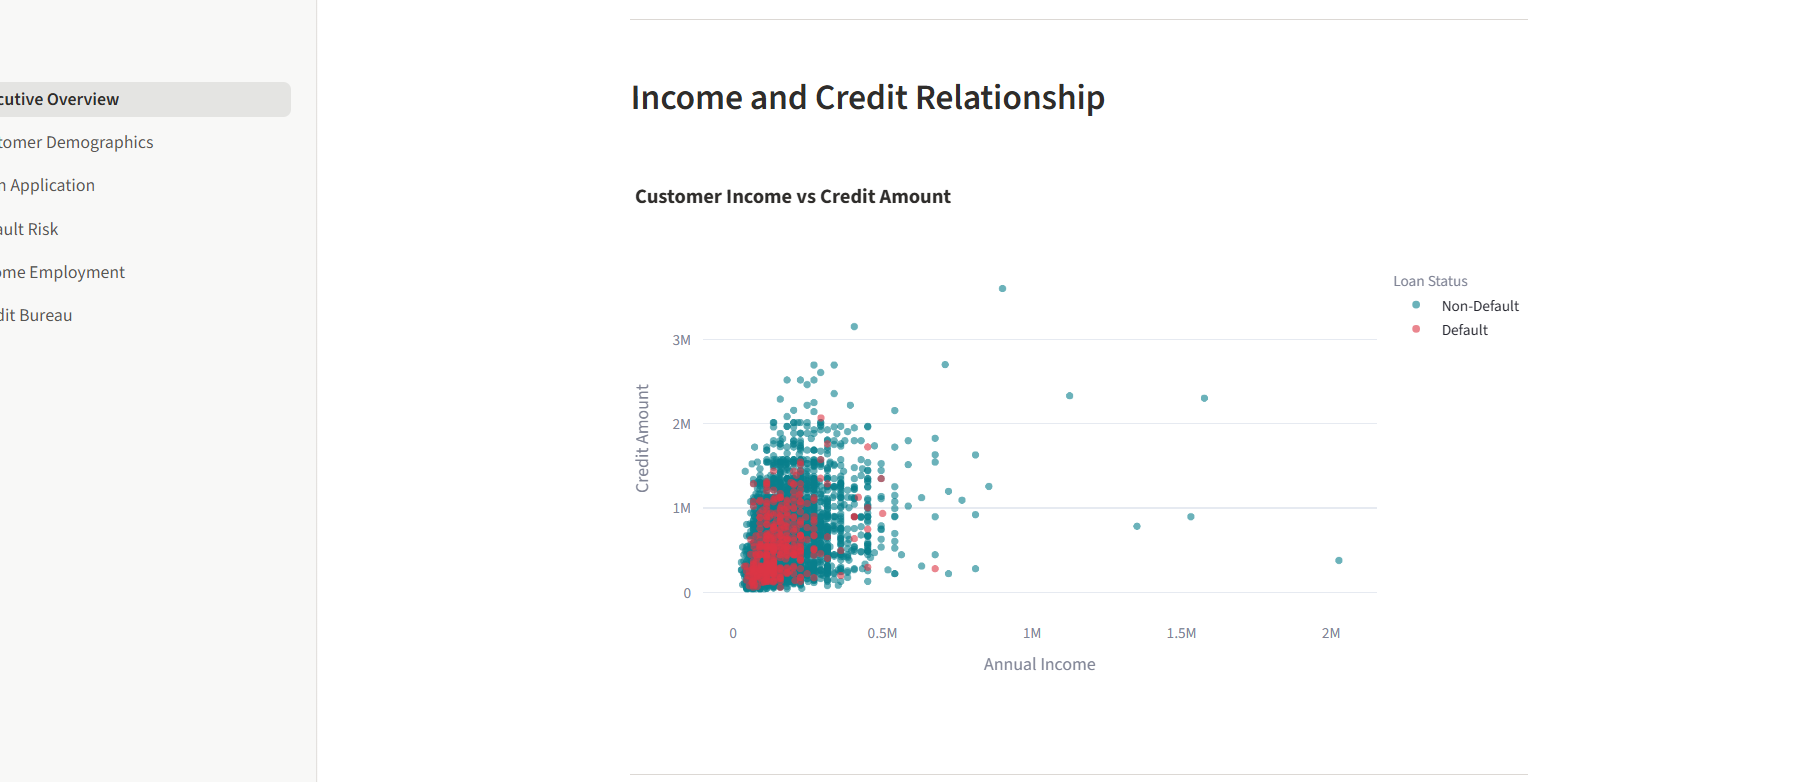 cutive Overview
tomer Demographics
n Application
ault Risk
ome Employment
dit Bureau
Income and Credit Relationship
Customer Income vs Credit Amount
Loan Status
Non-Default
Default
3M
2M
1M
0
Credit Amount
0 0.5M 1M 1.5M 2M
Annual Income